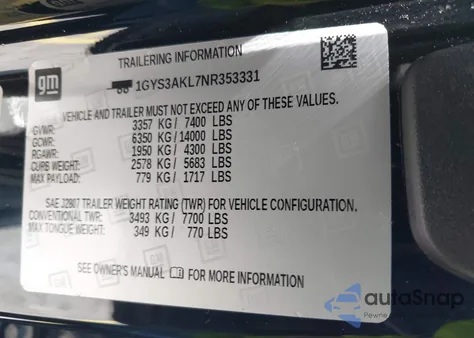 gm
TRAILERING INFORMATION
1GYS3AKL7NR353331
VEHICLE AND TRAILER MUST NOT EXCEED ANY OF THESE VALUES.
GVWR: 3357 KG / 7400 LBS
GCWR: 6350 KG / 14000 LBS
RGAWR: 1950 KG / 4300 LBS
CURB WEIGHT: 2578 KG / 5683 LBS
MAX PAYLOAD: 779 KG / 1717 LBS
SAE J2807 TRAILER WEIGHT RATING (TWR) FOR VEHICLE CONFIGURATION.
CONVENTIONAL TWR: 3493 KG / 7700 LBS
MAX TONGUE WEIGHT: 349 KG / 770 LBS
SEE OWNER'S MANUAL FOR MORE INFORMATION
autoSnap